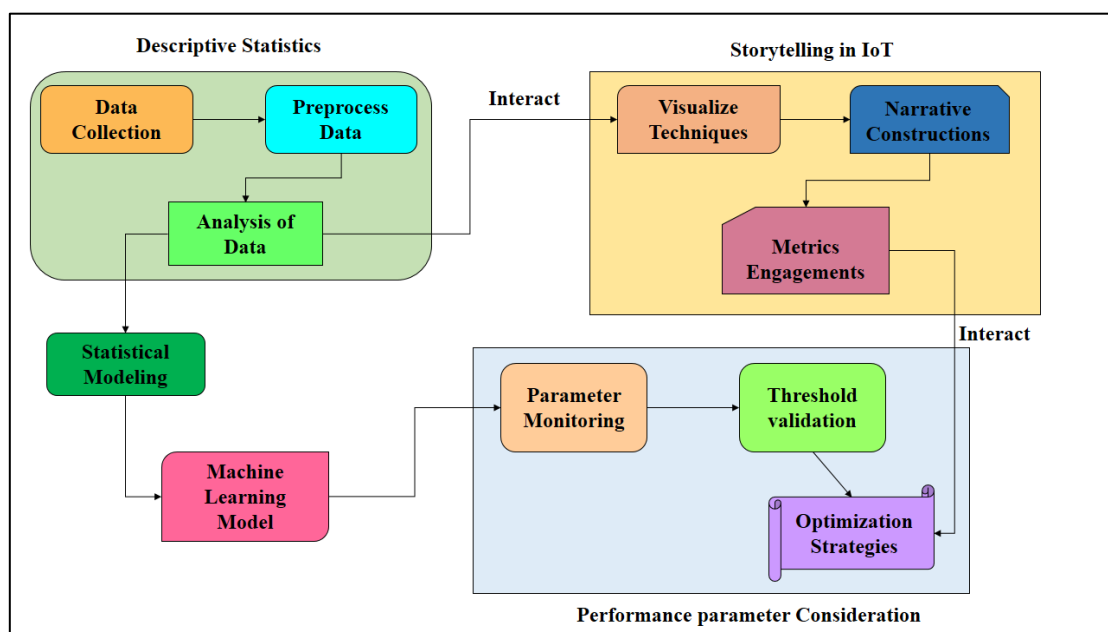 Descriptive Statistics
Storytelling in IoT
Data
Collection
Preprocess
Data
Interact
Visualize
Techniques
Narrative
Constructions
Analysis of
Data
Metrics
Engagements
Interact
Statistical
Modeling
Parameter
Monitoring
Threshold
validation
Machine
Learning
Model
Optimization
Strategies
Performance parameter Consideration